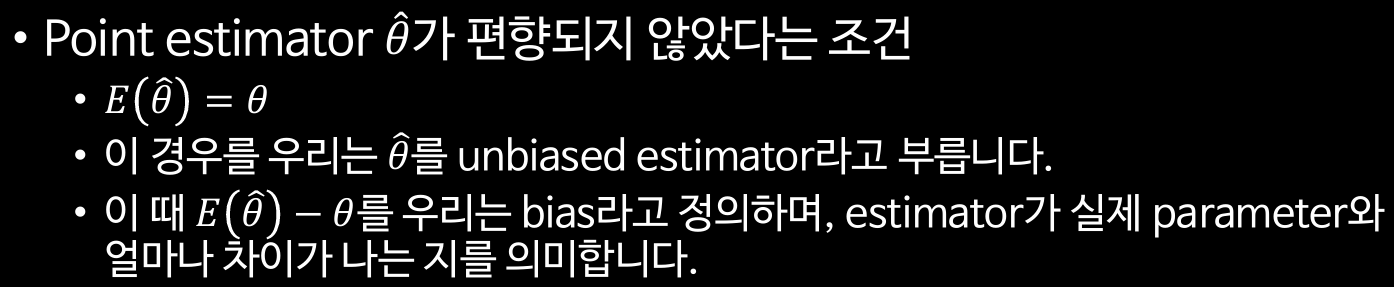 • Point estimator θ̂가 편향되지 않았다는 조건
• E(θ̂) = θ
• 이 경우를 우리는 θ̂를 unbiased estimator라고 부릅니다.
• 이 때 E(θ̂) − θ를 우리는 bias라고 정의하며, estimator가 실제 parameter와
얼마나 차이가 나는 지를 의미합니다.